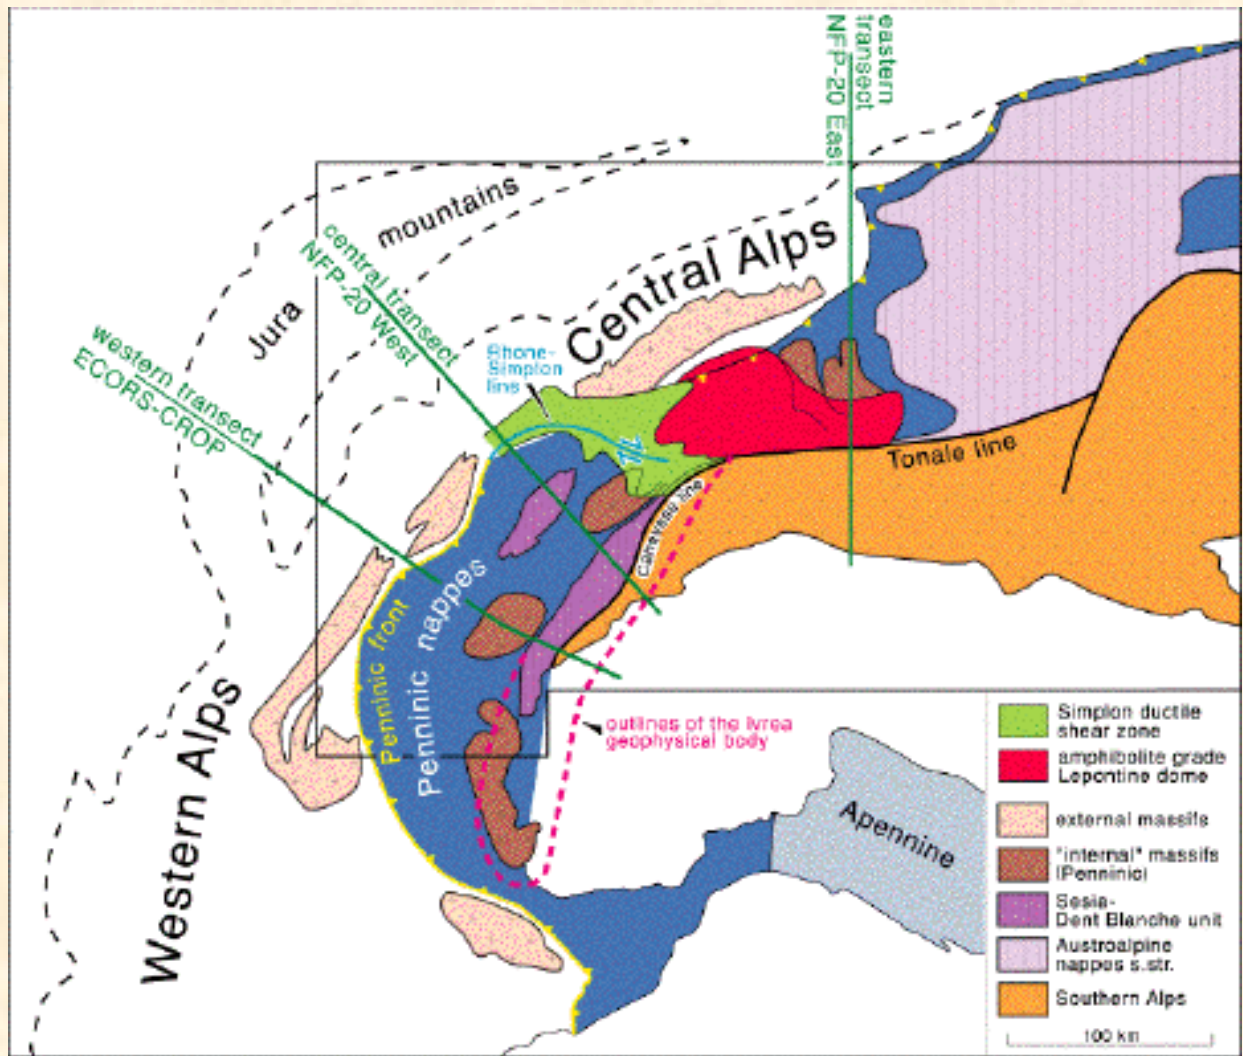 eastern
transect
NFP-20 East
Jura
mountains
central transect
NFP-20 West
Central Alps
western transect
ECORS-CROP
Rhone-
Simplon
line
Tonale line
Canavese line
Penninic front
Penninic nappes
Western Alps
outlines of the Ivrea
geophysical body
Apennine
Simplon ductile
shear zone
amphibolite grade
Lepontine dome
external massifs
"internal" massifs
(Penninic)
Sesia-
Dent Blanche unit
Austroalpine
nappes s.str.
Southern Alps
100 km